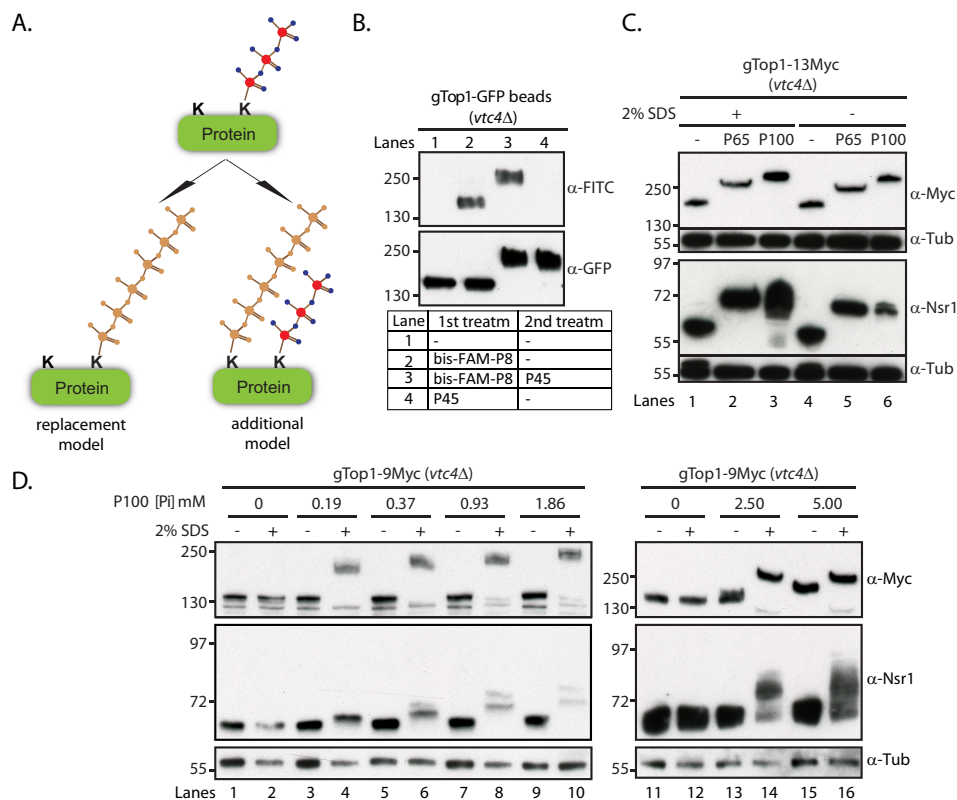 A.
K K
Protein
K K
Protein
K K
Protein
replacement
model
additional
model
B.
gTop1-GFP beads
(vtc4Δ)
Lanes 1 2 3 4
250
130
α-FITC
250
130
α-GFP
Lane 1st treatm 2nd treatm
1 - -
2 bis-FAM-P8 -
3 bis-FAM-P8 P45
4 P45 -
C.
gTop1-13Myc
(vtc4Δ)
2% SDS + -
- P65 P100 - P65 P100
250
130
α-Myc
55
α-Tub
97
72
55
α-Nsr1
55
α-Tub
Lanes 1 2 3 4 5 6
D.
gTop1-9Myc (vtc4Δ)
P100 [Pi] mM 0 0.19 0.37 0.93 1.86
2% SDS - + - + - + - + - +
250
130
97
72
55
Lanes 1 2 3 4 5 6 7 8 9 10
gTop1-9Myc (vtc4Δ)
0 2.50 5.00
- + - + - +
250
130
α-Myc
97
72
α-Nsr1
55
α-Tub
11 12 13 14 15 16